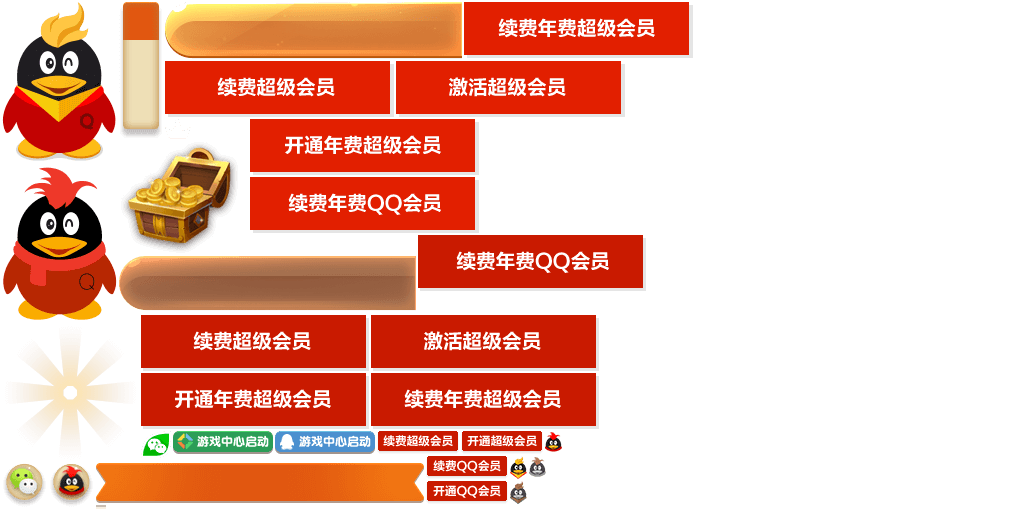 续费年费超级会员
续费超级会员
激活超级会员
开通年费超级会员
续费年费QQ会员
续费年费QQ会员
续费超级会员
激活超级会员
开通年费超级会员
续费年费超级会员
游戏中心启动
游戏中心启动
续费超级会员
开通超级会员
续费QQ会员
开通QQ会员